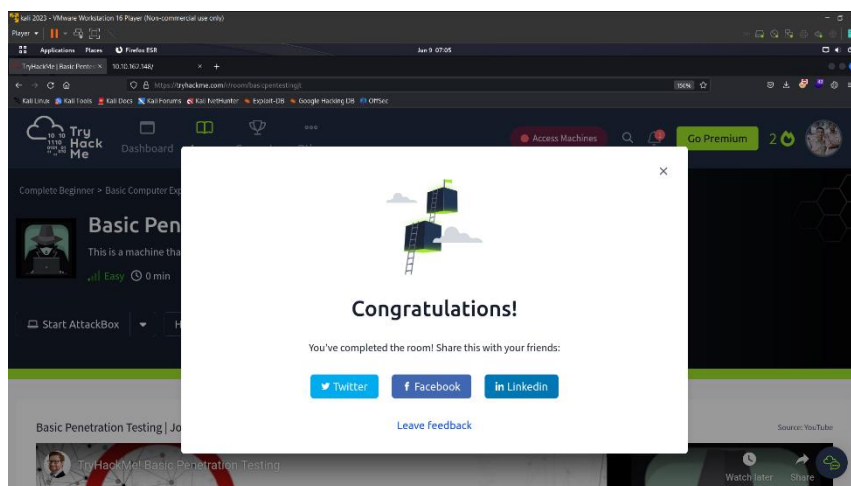 kali 2023 - VMware Workstation 16 Player (Non-commercial use only)
Player
Applications Places Firefox ESR Jun 9 07:05
TryHackMe | Basic Pentes 10.10.162.148/
https://tryhackme.com/r/room/basicpentestingjt 150%
Kali Linux Kali Tools Kali Docs Kali Forums Kali NetHunter Exploit-DB Google Hacking DB OffSec
Try Hack Me
Dashboard
Access Machines
Go Premium
2
Complete Beginner > Basic Computer Exp
Basic Pen
This is a machine tha
Easy 0 min
Start AttackBox
H
Congratulations!
You've completed the room! Share this with your friends:
Twitter Facebook Linkedin
Leave feedback
Basic Penetration Testing | Jo
Source: YouTube
TryHackMe! Basic Penetration Testing
Watch later Share